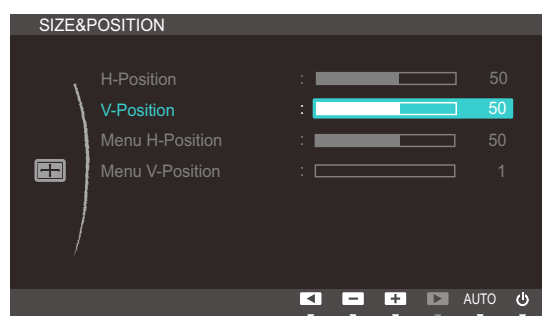 SIZE&POSITION
H-Position : 50
V-Position : 50
Menu H-Position : 50
Menu V-Position : 1
AUTO